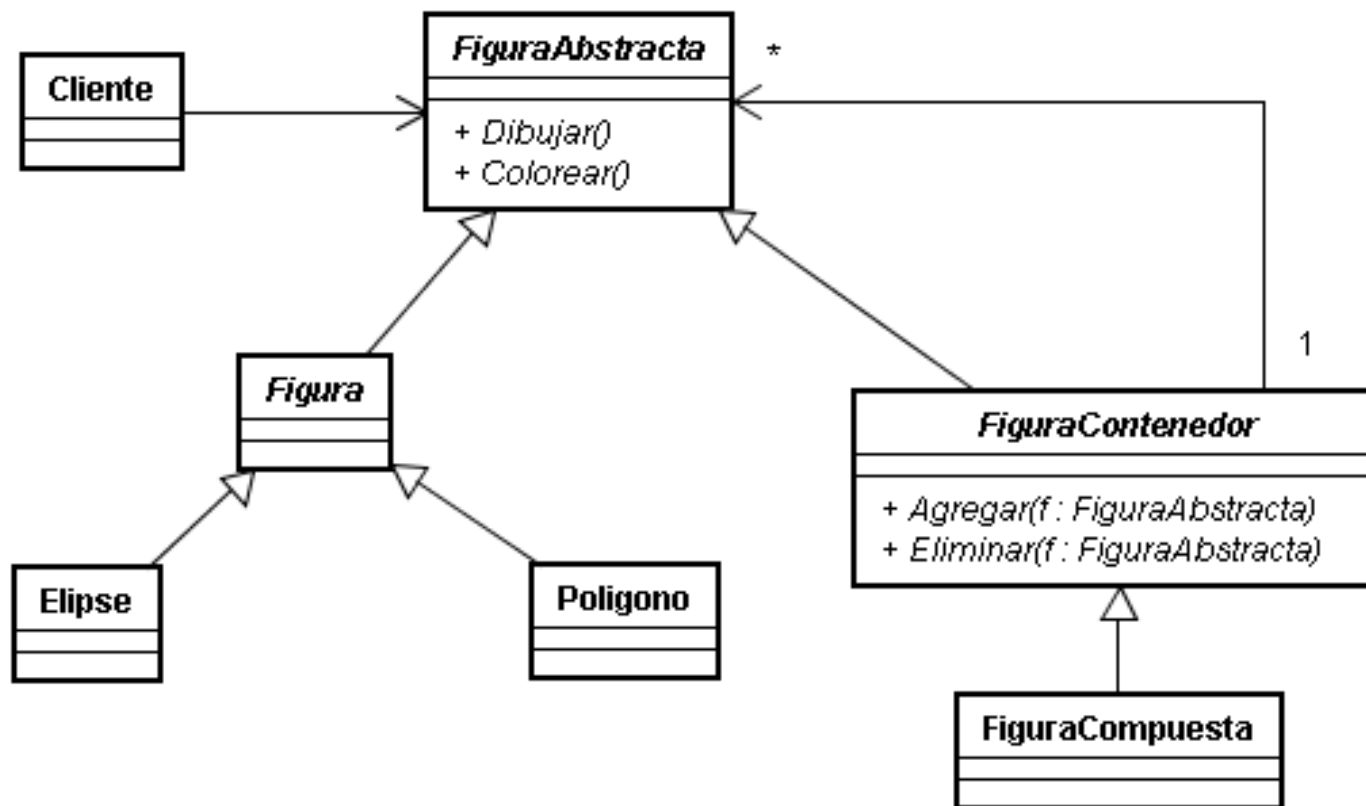 Cliente
FiguraAbstracta
+ Dibujar()
+ Colorear()
*
1
Figura
Elipse
Poligono
FiguraContenedor
+ Agregar(f : FiguraAbstracta)
+ Eliminar(f : FiguraAbstracta)
FiguraCompuesta